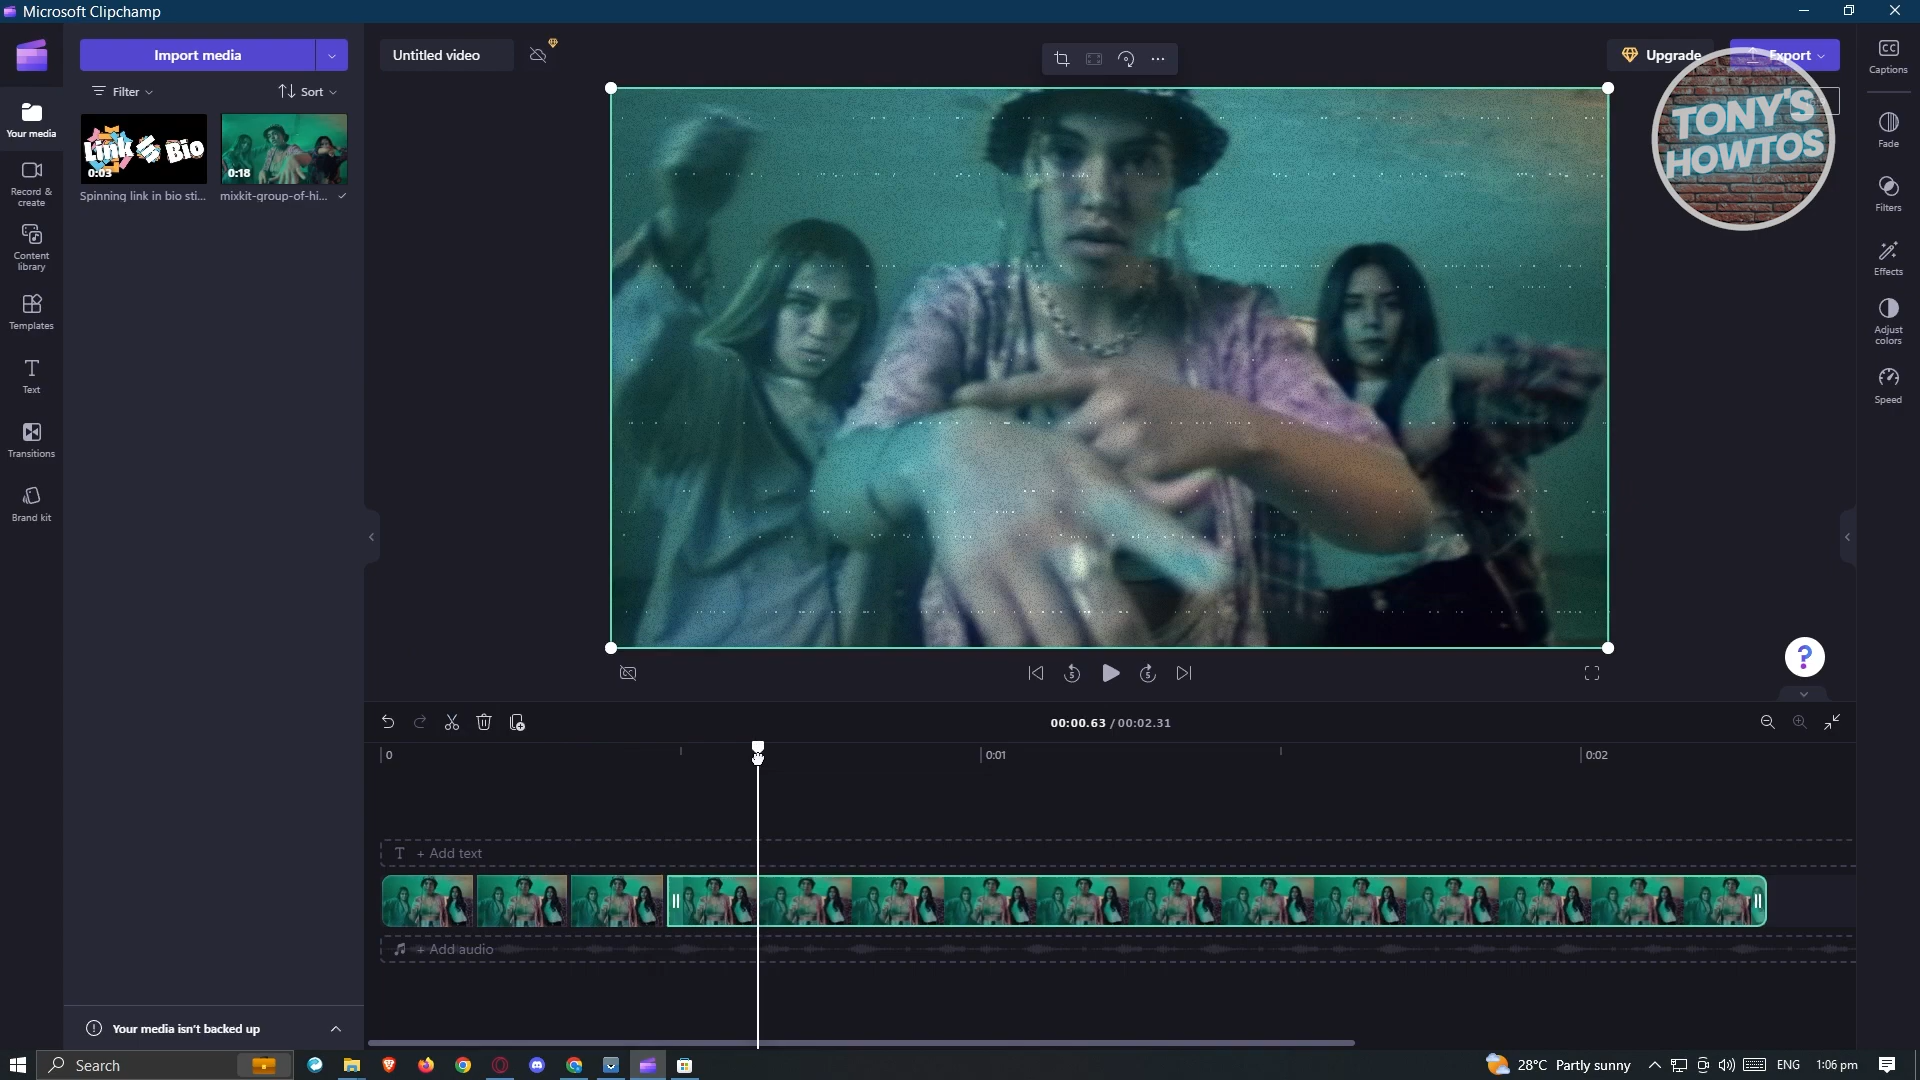 Microsoft Clipchamp
Import media
Filter
Sort
Link
Bio
0:03
0:18
Spinning link in bio sti...
mixkit-group-of-hi...
Your media
Record &
create
Content
library
Templates
Text
Transitions
Brand kit
Your media isn't backed up
Untitled video
Upgrade
Export
TONY'S
HOWTOS
CC
Captions
Fade
Filters
Effects
Adjust
colors
Speed
5
5
?
00:00.63 / 00:02.31
0
0:01
0:02
T + Add text
+ Add audio
Search
28°C Partly sunny
ENG
1:06 pm